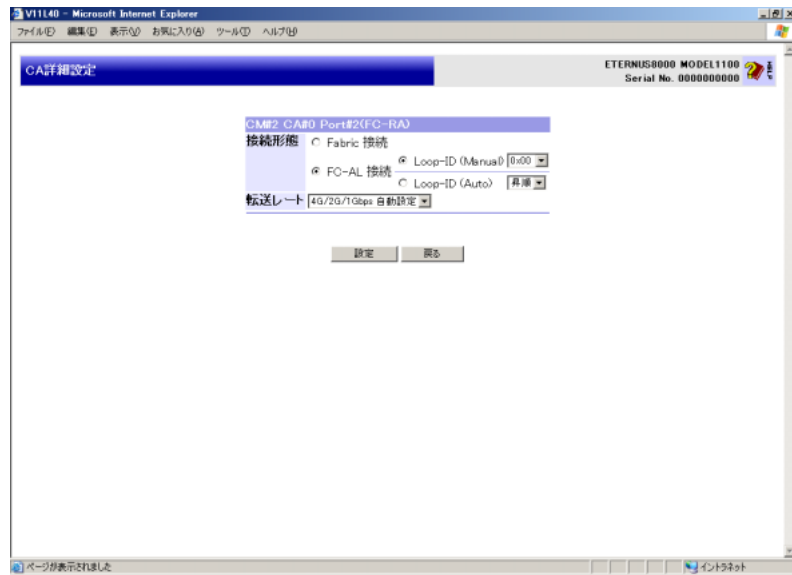 V11L40 - Microsoft Internet Explorer
ファイル(F) 編集(E) 表示(V) お気に入り(A) ツール(T) ヘルプ(H)
CA詳細設定
ETERNUS8000 MODEL1100
Serial No. 0000000000
CM#2 CA#0 Port#2(FC-RA)
接続形態 Fabric 接続
FC-AL 接続 Loop-ID (Manual) 0x00
Loop-ID (Auto) 昇順
転送レート 4G/2G/1Gbps 自動設定
設定 戻る
ページが表示されました イントラネット